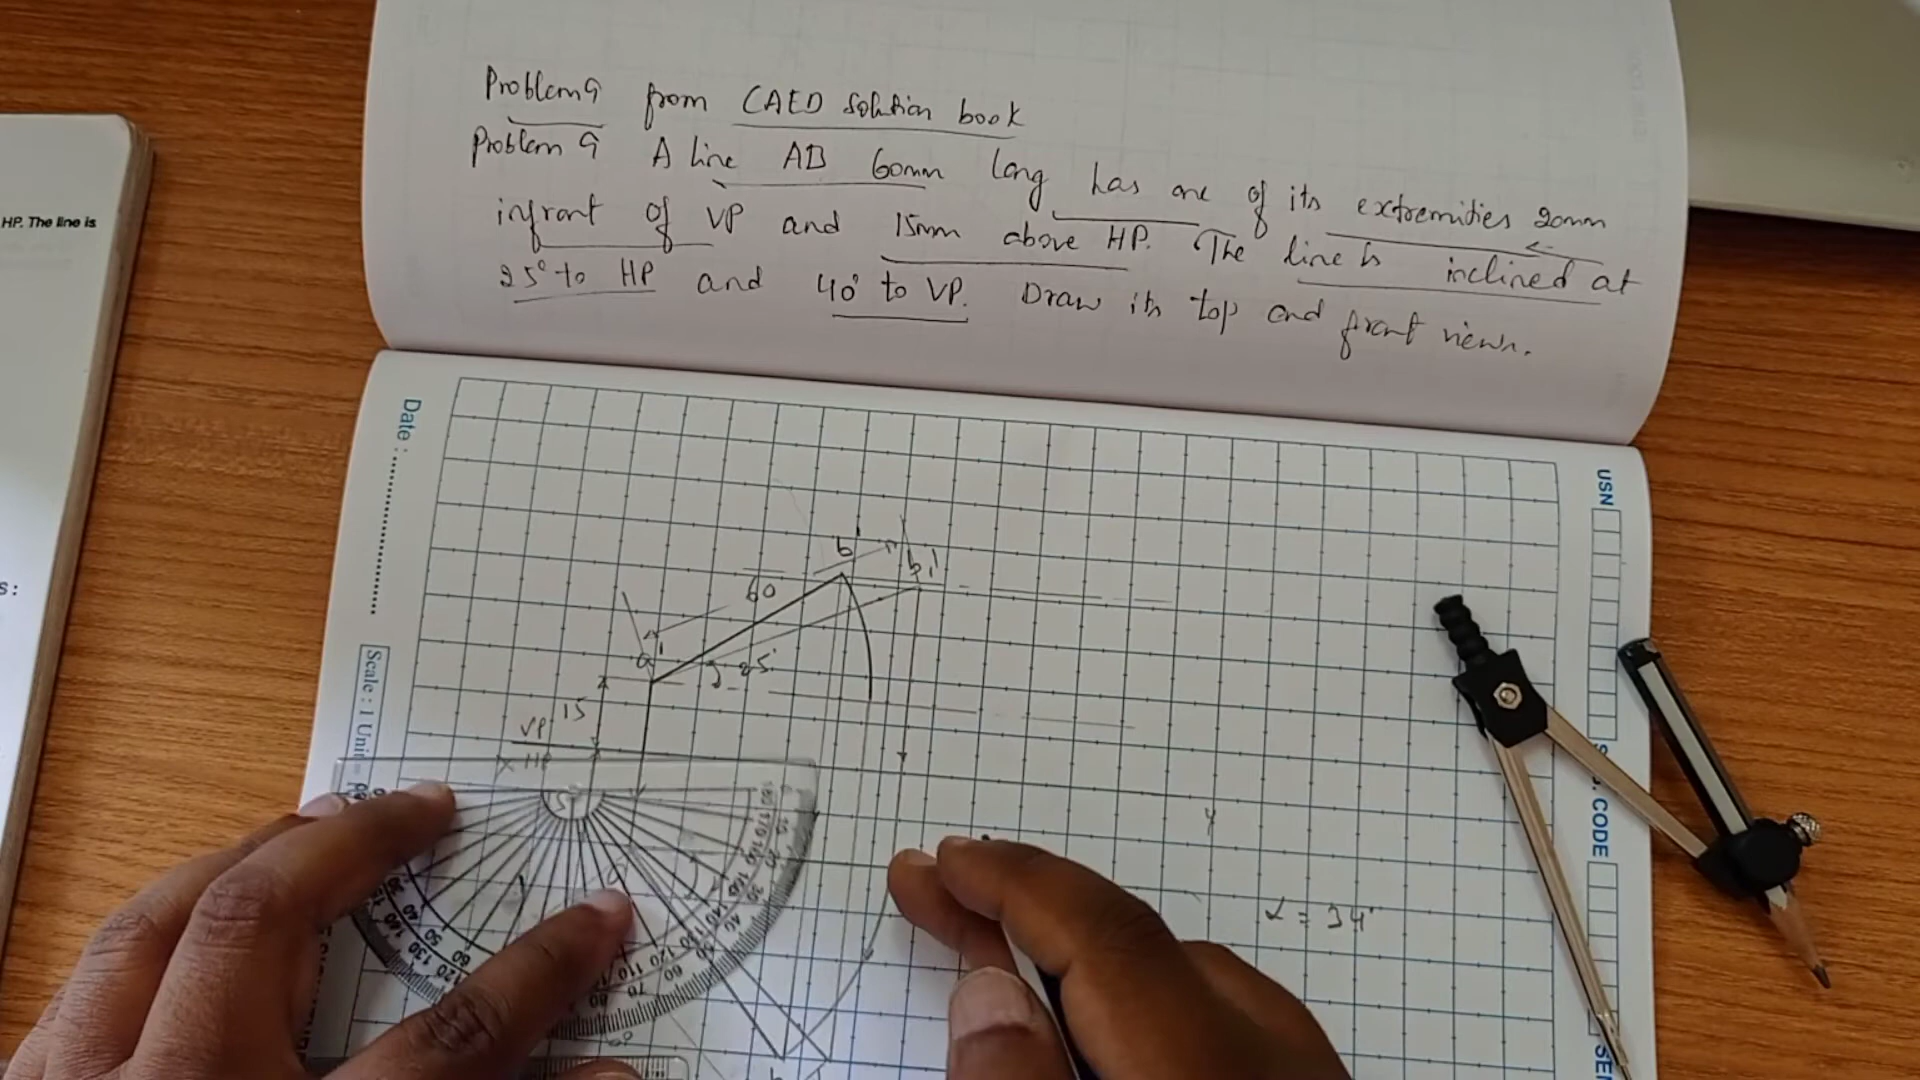 Problem 9 from CAED solution book
Problem 9 A line AB 60mm long has one of its extremities 20mm
infront of VP and 15mm above HP. The line is inclined at
25° to HP and 40° to VP. Draw its top and front views.
HP. The line is
s:
Date :
Scale : 1 Unit =
USN
CODE
b'
b1'
60
a'
25°
15
VP
X HP
Y
α = 34°